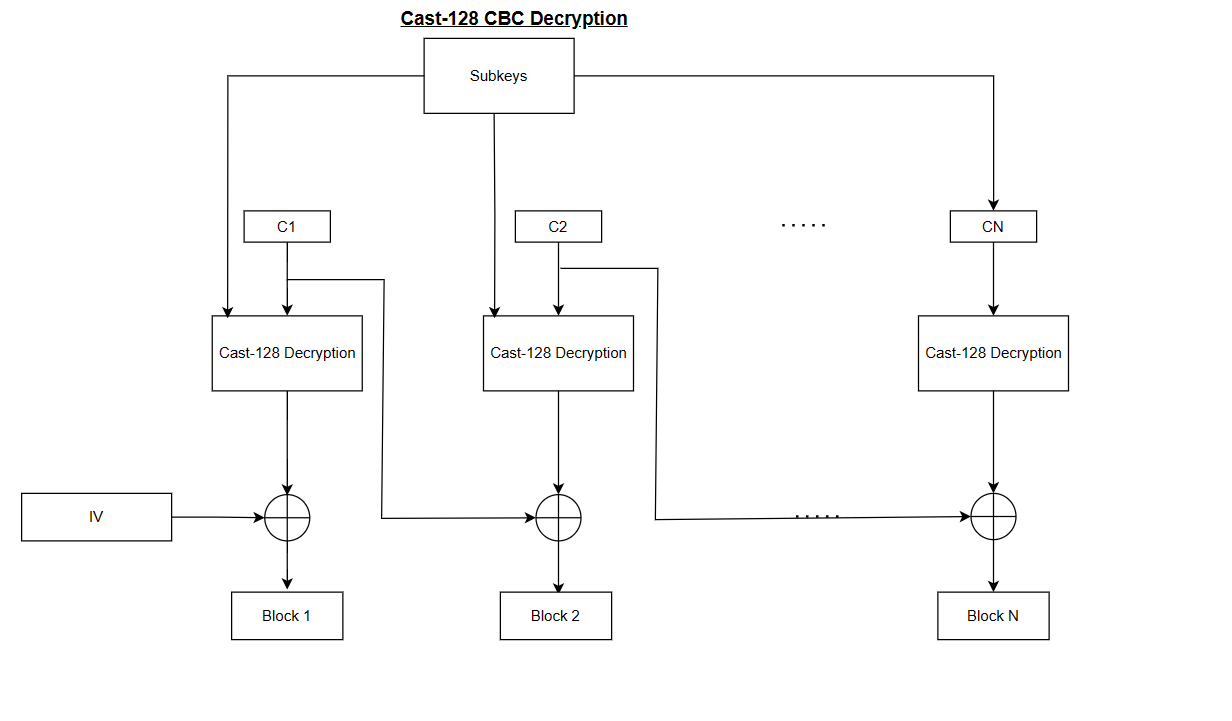 Cast-128 CBC Decryption
Subkeys
C1
C2
.....
CN
Cast-128 Decryption
Cast-128 Decryption
Cast-128 Decryption
IV
.....
Block 1
Block 2
Block N